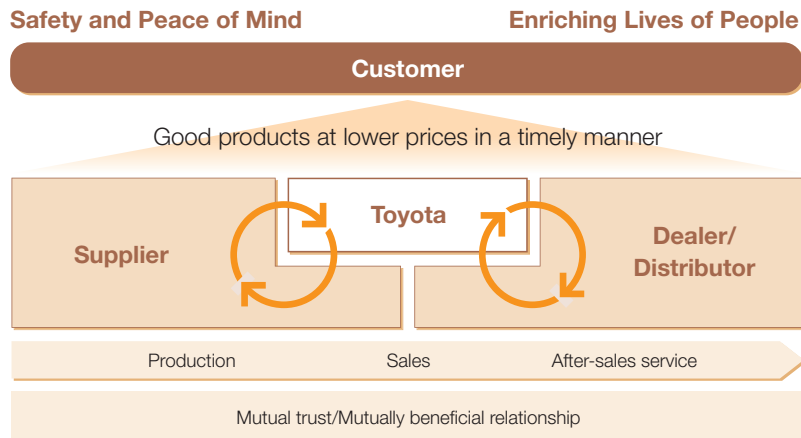 Safety and Peace of Mind
Enriching Lives of People
Customer
Good products at lower prices in a timely manner
Supplier
Toyota
Dealer/
Distributor
Production
Sales
After-sales service
Mutual trust/Mutually beneficial relationship